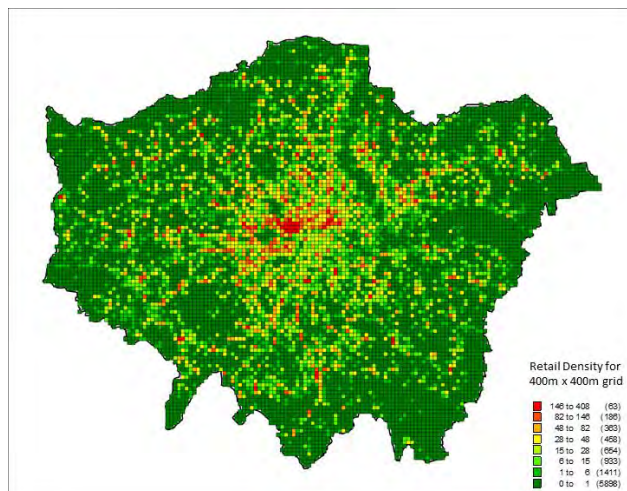 Retail Density for
400m x 400m grid
146 to 408 (63)
82 to 146 (186)
48 to 82 (363)
28 to 48 (458)
15 to 28 (654)
6 to 15 (933)
1 to 6 (1411)
0 to 1 (5898)